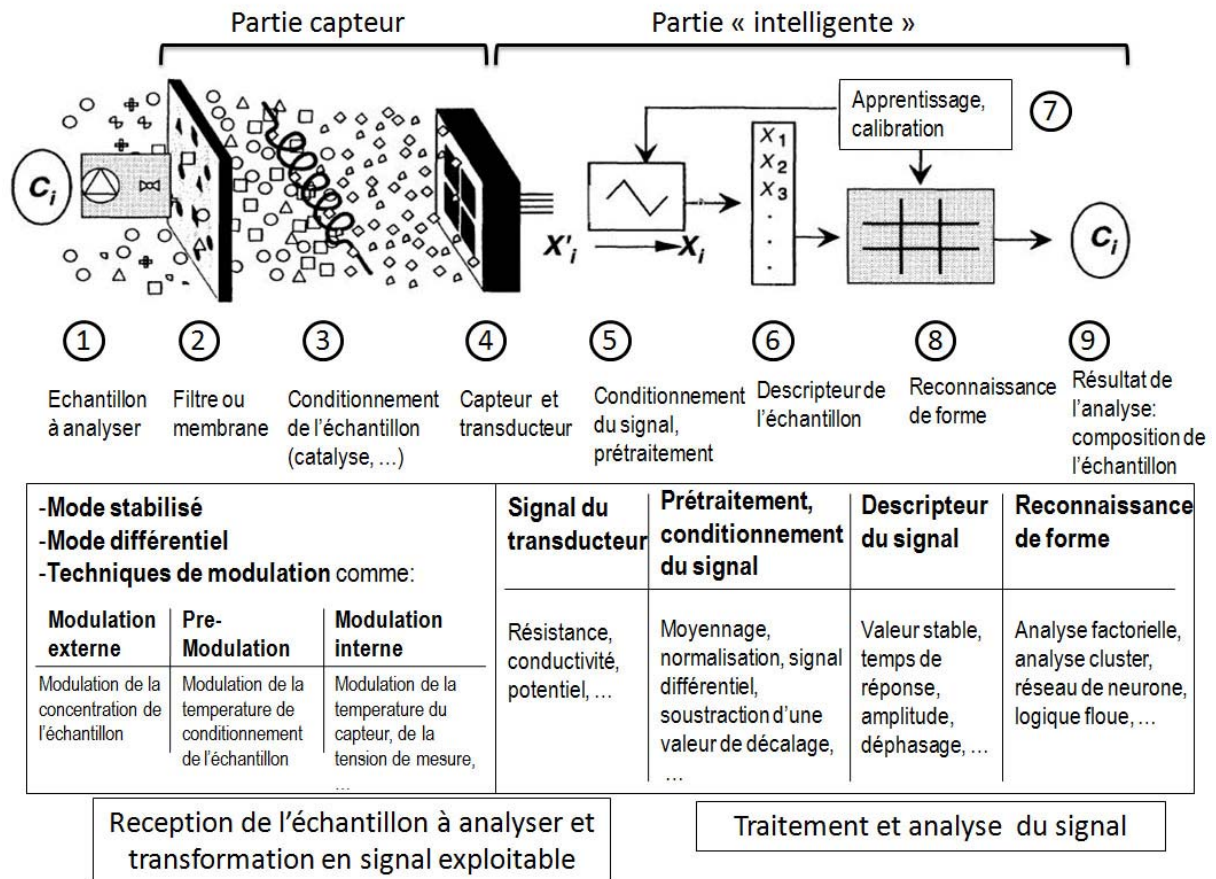 Partie capteur
Partie « intelligente »
Apprentissage,
calibration
7
Ci
X'i
Xi
X1
X2
X3
.
.
.
Ci
1
2
3
4
5
6
8
9
Echantillon
à analyser
Filtre ou
membrane
Conditionnement
de l'échantillon
(catalyse, ...)
Capteur et
transducteur
Conditionnement
du signal,
prétraitement
Descripteur de
l'échantillon
Reconnaissance
de forme
Résultat de
l'analyse:
composition de
l'échantillon
-Mode stabilisé
-Mode différentiel
-Techniques de modulation comme:
Modulation
externe
Modulation de la
concentration de
l'échantillon
Pre-
Modulation
Modulation de la
temperature de
conditionnement
de l'échantillon
Modulation
interne
Modulation de la
temperature du
capteur, de la
tension de mesure,
...
Signal du
transducteur
Résistance,
conductivité,
potentiel, ...
Prétraitement,
conditionnement
du signal
Moyennage,
normalisation, signal
différentiel,
soustraction d'une
valeur de décalage,
...
Descripteur
du signal
Valeur stable,
temps de
réponse,
amplitude,
déphasage, ...
Reconnaissance
de forme
Analyse factorielle,
analyse cluster,
réseau de neurone,
logique floue, ...
Reception de l'échantillon à analyser et
transformation en signal exploitable
Traitement et analyse du signal